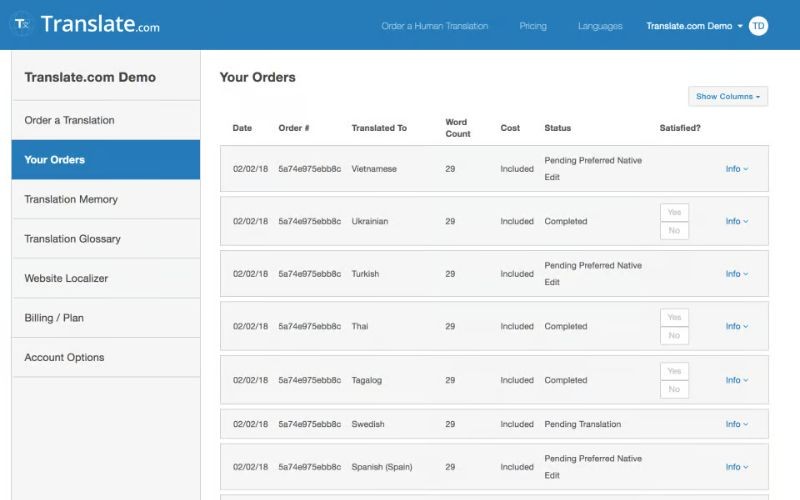 Translate.com
Order a Human Translation Pricing Languages Translate.com Demo TD
Translate.com Demo
Order a Translation
Your Orders
Translation Memory
Translation Glossary
Website Localizer
Billing / Plan
Account Options
Your Orders
Show Columns
Date Order # Translated To Word Count Cost Status Satisfied?
02/02/18 5a74e975ebb8c Vietnamese 29 Included Pending Preferred Native Edit Info
02/02/18 5a74e975ebb8c Ukrainian 29 Included Completed Yes No Info
02/02/18 5a74e975ebb8c Turkish 29 Included Pending Preferred Native Edit Info
02/02/18 5a74e975ebb8c Thai 29 Included Completed Yes No Info
02/02/18 5a74e975ebb8c Tagalog 29 Included Completed Yes No Info
02/02/18 5a74e975ebb8c Swedish 29 Included Pending Translation Info
02/02/18 5a74e975ebb8c Spanish (Spain) 29 Included Pending Preferred Native Edit Info